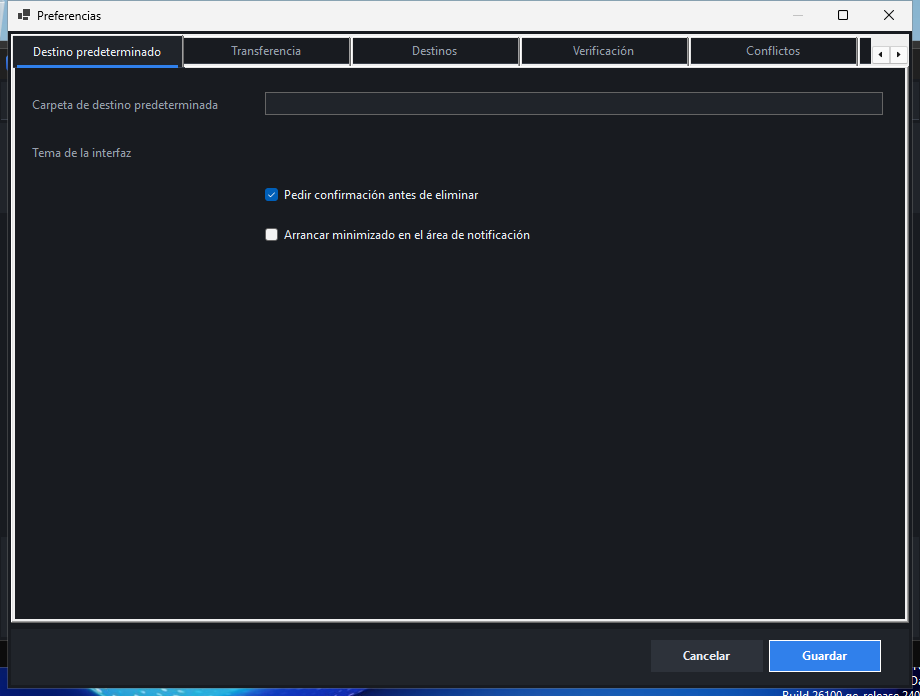 Preferencias
Destino predeterminado
Transferencia
Destinos
Verificación
Conflictos
Carpeta de destino predeterminada
Tema de la interfaz
Pedir confirmación antes de eliminar
Arrancar minimizado en el área de notificación
Cancelar
Guardar